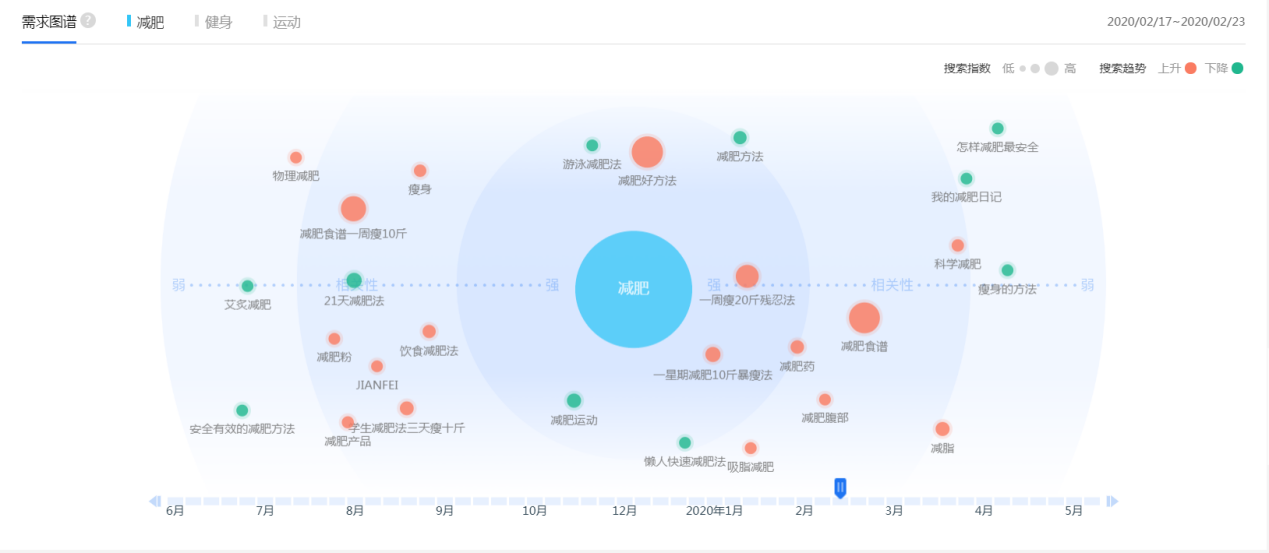 需求图谱 ? 减肥 健身 运动 2020/02/17~2020/02/23
搜索指数 低 高 搜索趋势 上升 下降
怎样减肥最安全
游泳减肥法
减肥方法
物理减肥
减肥好方法
瘦身
我的减肥日记
减肥食谱一周瘦10斤
科学减肥
弱 相关性 强 减肥 强 相关性 弱
瘦身的方法
艾炙减肥
21天减肥法
一周瘦20斤残忍法
减肥食谱
饮食减肥法
减肥粉
减肥药
一星期减肥10斤暴瘦法
JIANFEI
减肥腹部
减肥运动
安全有效的减肥方法
学生减肥法三天瘦十斤
减肥产品
减脂
懒人快速减肥法
吸脂减肥
6月 7月 8月 9月 10月 12月 2020年1月 2月 3月 4月 5月